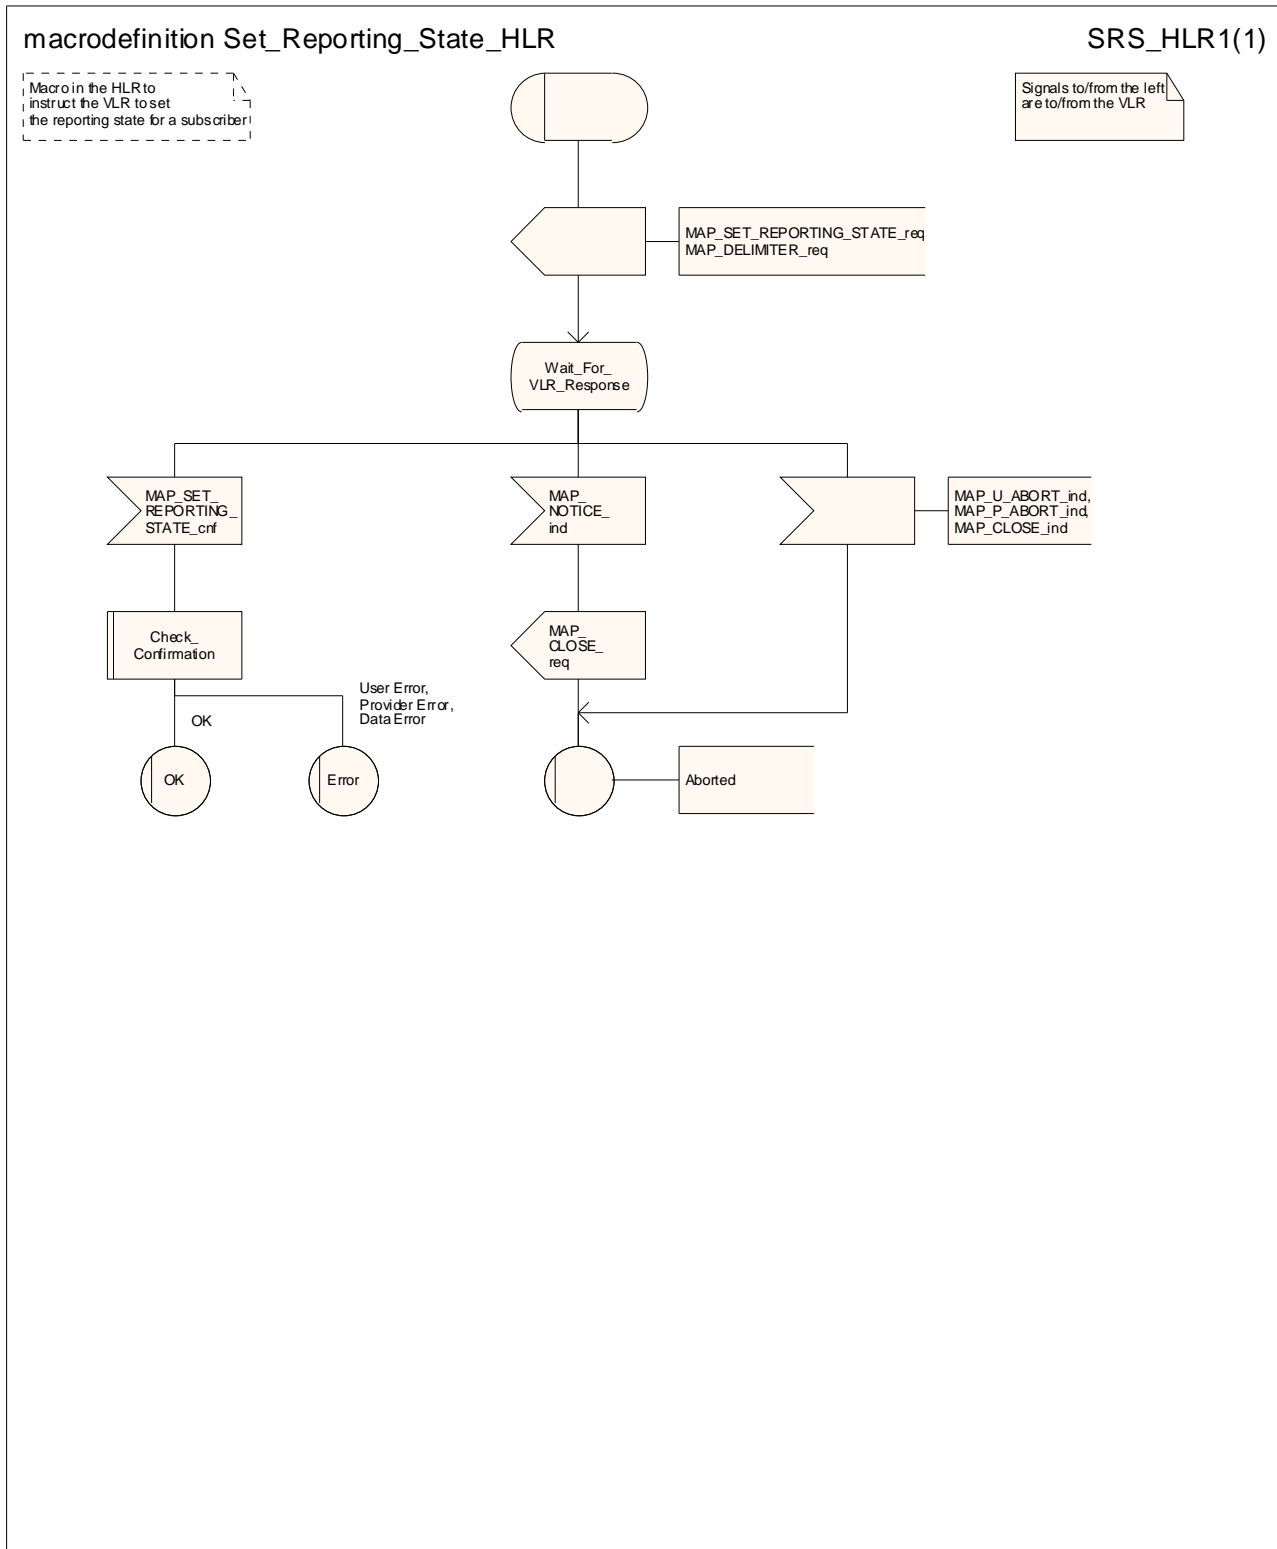 macrodefinition Set_Reporting_State_HLR
SRS_HLR1(1)
Macro in the HLR to
instruct the VLR to set
the reporting state for a subscriber
Signals to/from the left
are to/from the VLR
MAP_SET_REPORTING_STATE_req
MAP_DELIMITER_req
Wait_For_
VLR_Response
MAP_SET_
REPORTING_
STATE_cnf
MAP_
NOTICE_
ind
MAP_U_ABORT_ind,
MAP_P_ABORT_ind,
MAP_CLOSE_ind
Check_
Confirmation
MAP_
CLOSE_
req
User Error,
Provider Error,
Data Error
OK
OK
Error
Aborted